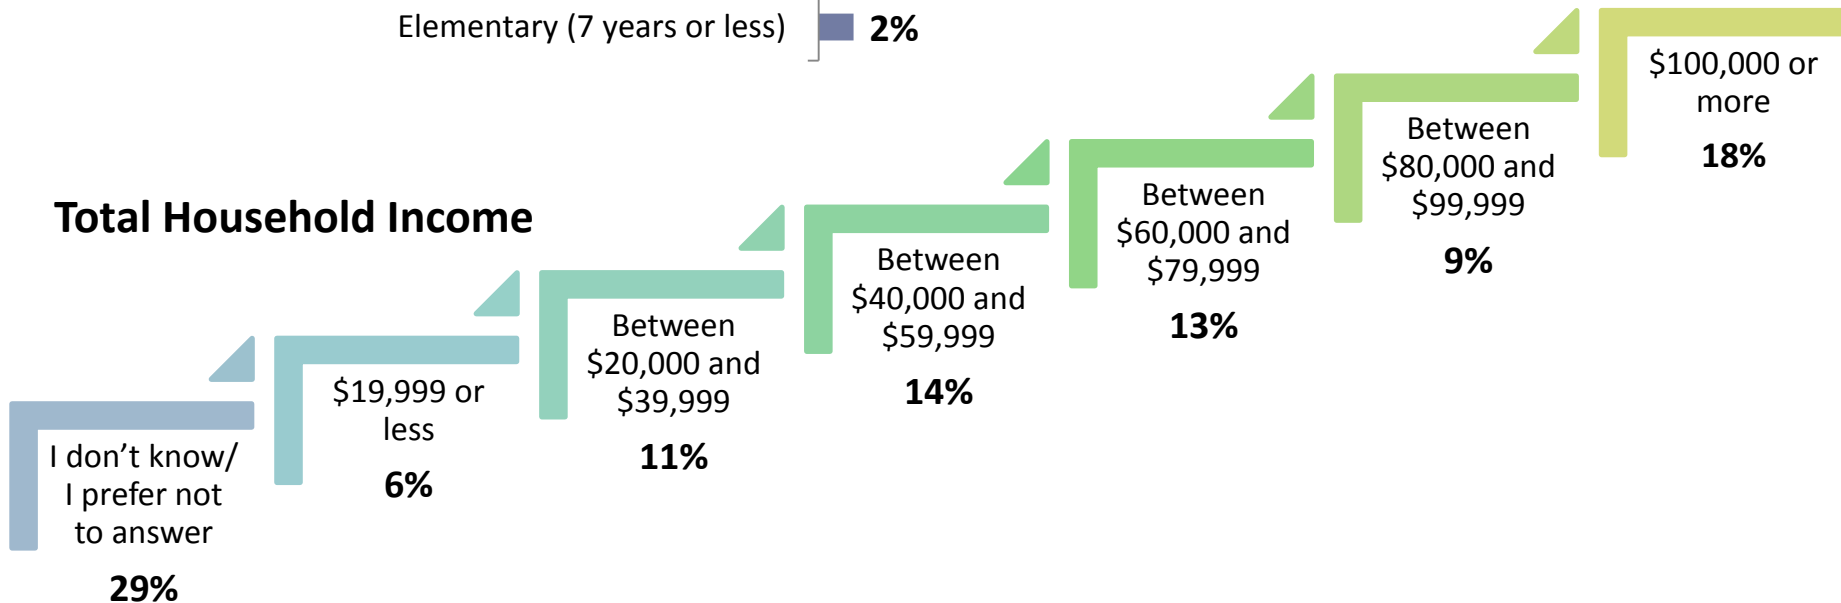 Elementary (7 years or less) 2%
Total Household Income
I don’t know/
I prefer not
to answer
29%
$19,999 or
less
6%
Between
$20,000 and
$39,999
11%
Between
$40,000 and
$59,999
14%
Between
$60,000 and
$79,999
13%
Between
$80,000 and
$99,999
9%
$100,000 or
more
18%